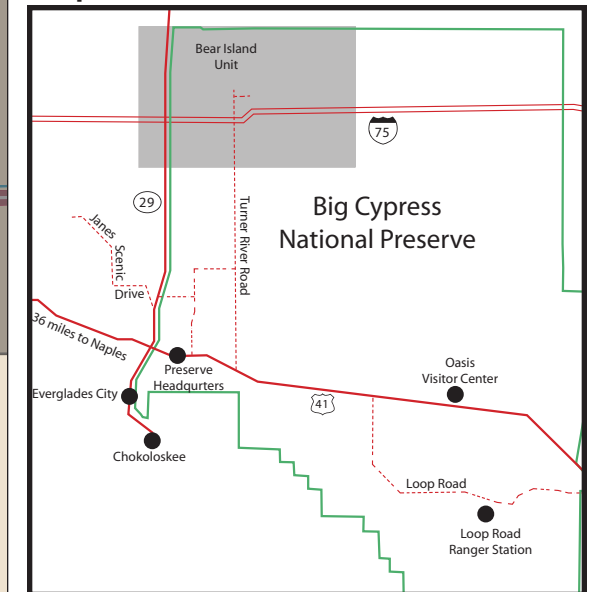 Bear Island
Unit
75
29
Big Cypress
National Preserve
Turner River Road
Janes
Scenic
Drive
36 miles to Naples
Preserve
Headqurters
Oasis
Visitor Center
Everglades City
41
Chokoloskee
Loop Road
Loop Road
Ranger Station